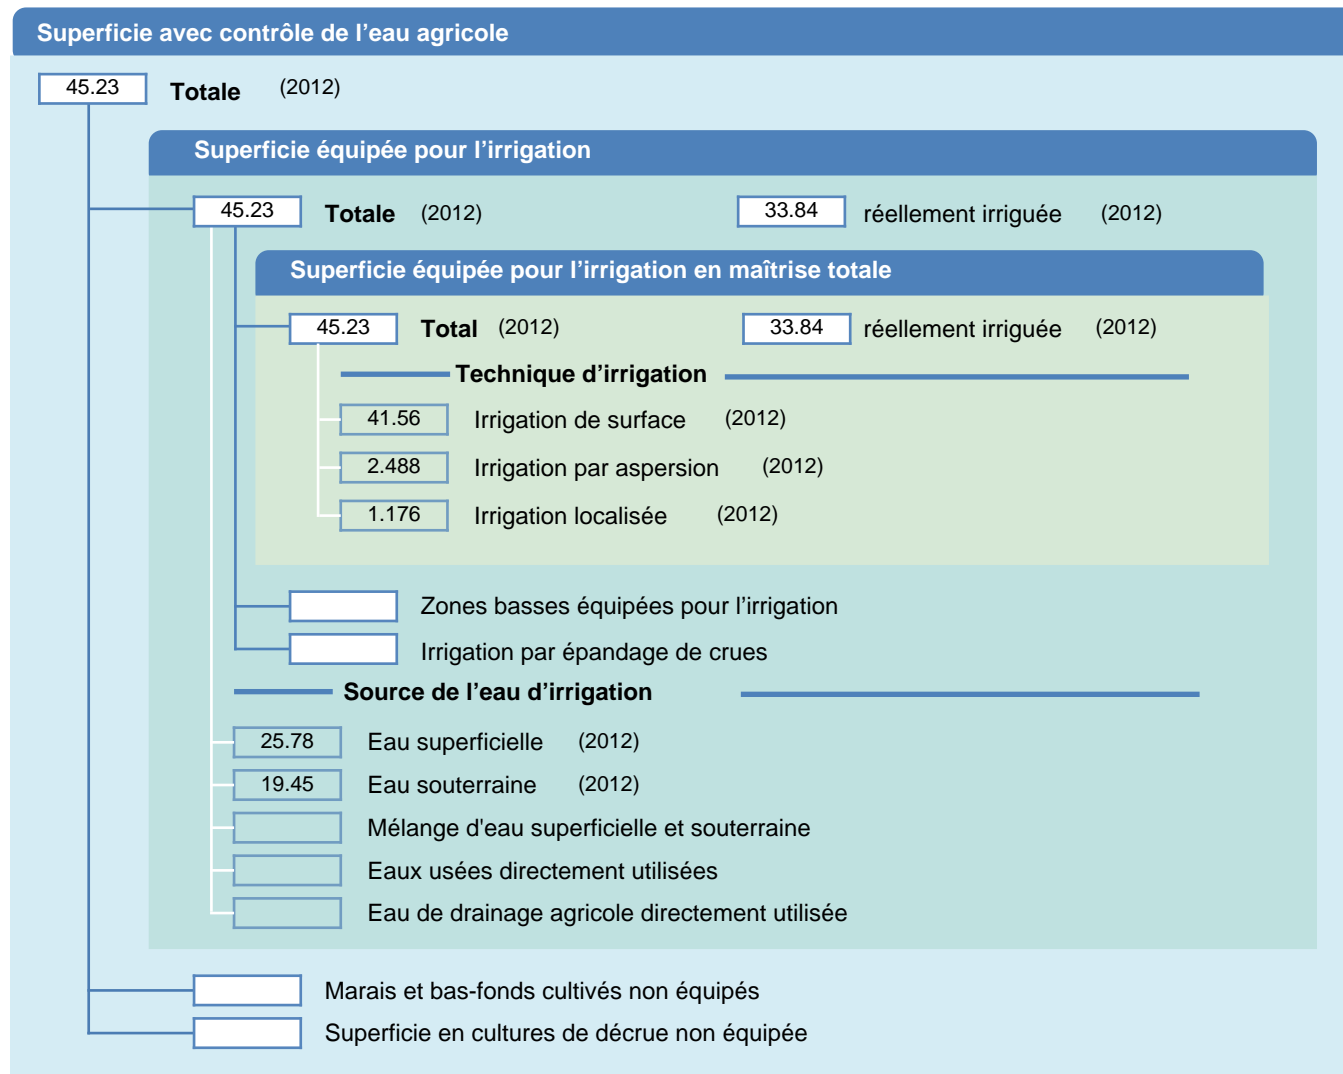 Superficie avec contrôle de l'eau agricole
45.23 Totale (2012)
Superficie équipée pour l'irrigation
45.23 Totale (2012) 33.84 réellement irriguée (2012)
Superficie équipée pour l'irrigation en maîtrise totale
45.23 Total (2012) 33.84 réellement irriguée (2012)
Technique d'irrigation
41.56 Irrigation de surface (2012)
2.488 Irrigation par aspersion (2012)
1.176 Irrigation localisée (2012)
Zones basses équipées pour l'irrigation
Irrigation par épandage de crues
Source de l'eau d'irrigation
25.78 Eau superficielle (2012)
19.45 Eau souterraine (2012)
Mélange d'eau superficielle et souterraine
Eaux usées directement utilisées
Eau de drainage agricole directement utilisée
Marais et bas-fonds cultivés non équipés
Superficie en cultures de décrue non équipée